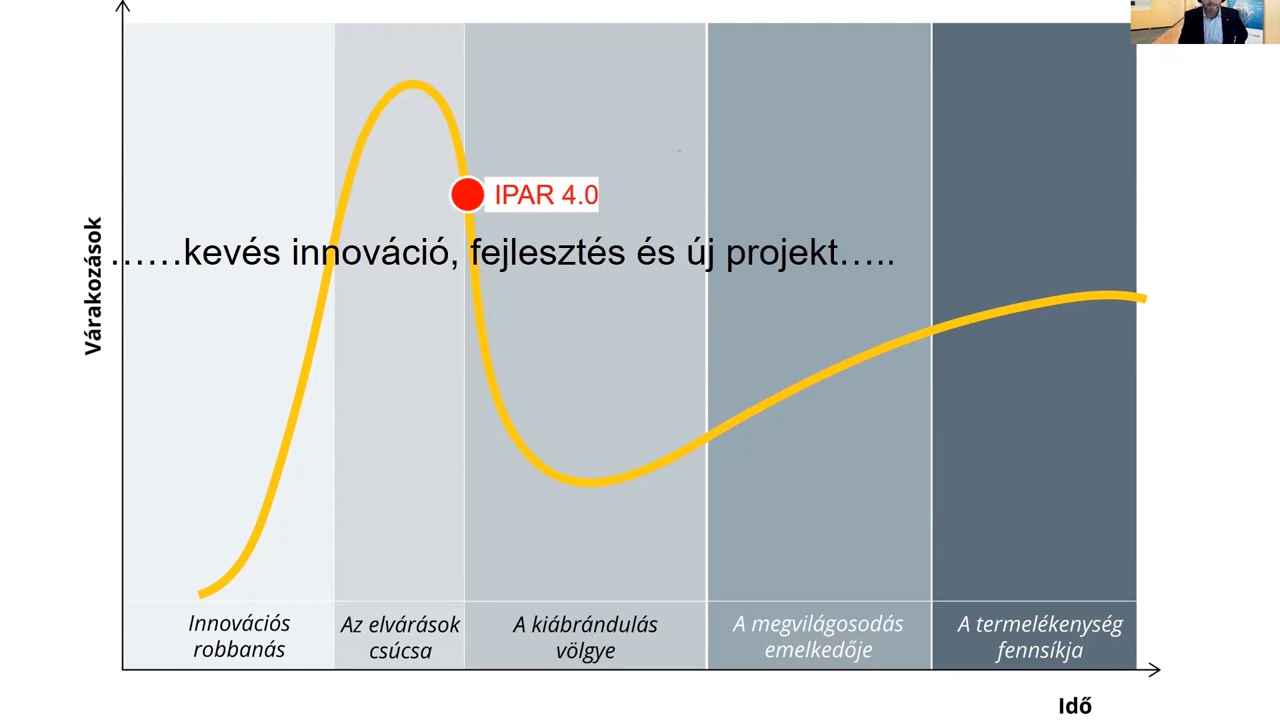 IPAR 4.0
……kevés innováció, fejlesztés és új projekt…..
Várakozások
Innovációs
robbanás
Az elvárások
csúcsa
A kiábrándulás
völgye
A megvilágosodás
emelkedője
A termelékenység
fennsíkja
Idő